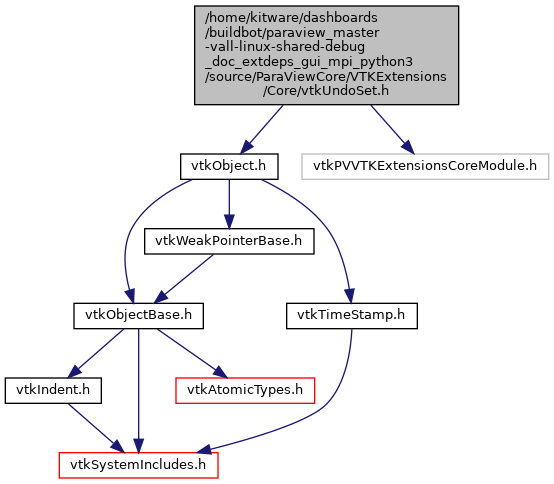 /home/kitware/dashboards
/buildbot/paraview_master
-vall-linux-shared-debug
_doc_extdeps_gui_mpi_python3
/source/ParaViewCore/VTKExtensions
/Core/vtkUndoSet.h
vtkObject.h
vtkPVVTKExtensionsCoreModule.h
vtkWeakPointerBase.h
vtkObjectBase.h
vtkTimeStamp.h
vtkIndent.h
vtkAtomicTypes.h
vtkSystemIncludes.h